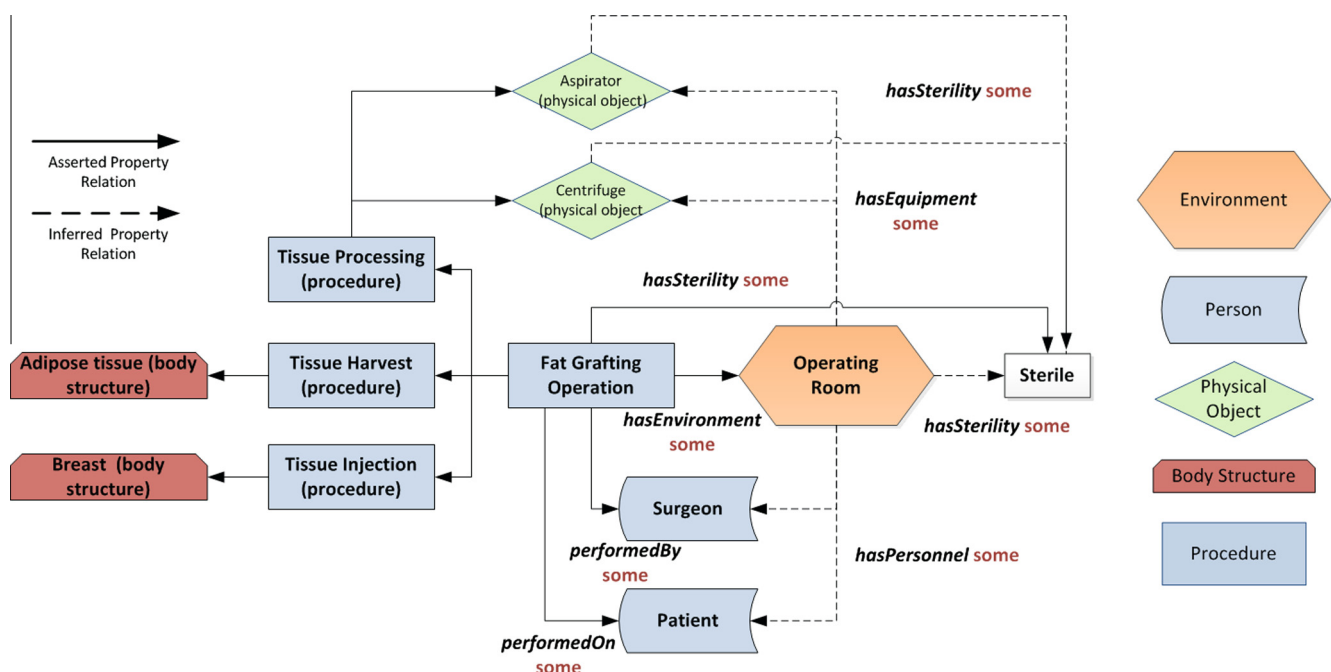 Aspirator
(physical object)
hasSterility some
Asserted Property
Relation
Centrifuge
(physical object
hasEquipment
some
Environment
Inferred Property
Relation
Tissue Processing
(procedure)
hasSterility some
Person
Adipose tissue (body
structure)
Tissue Harvest
(procedure)
Fat Grafting
Operation
Operating
Room
Sterile
Physical
Object
hasEnvironment
some
hasSterility some
Breast (body
structure)
Tissue Injection
(procedure)
Body Structure
Surgeon
performedBy
some
hasPersonnel some
Procedure
Patient
performedOn
some